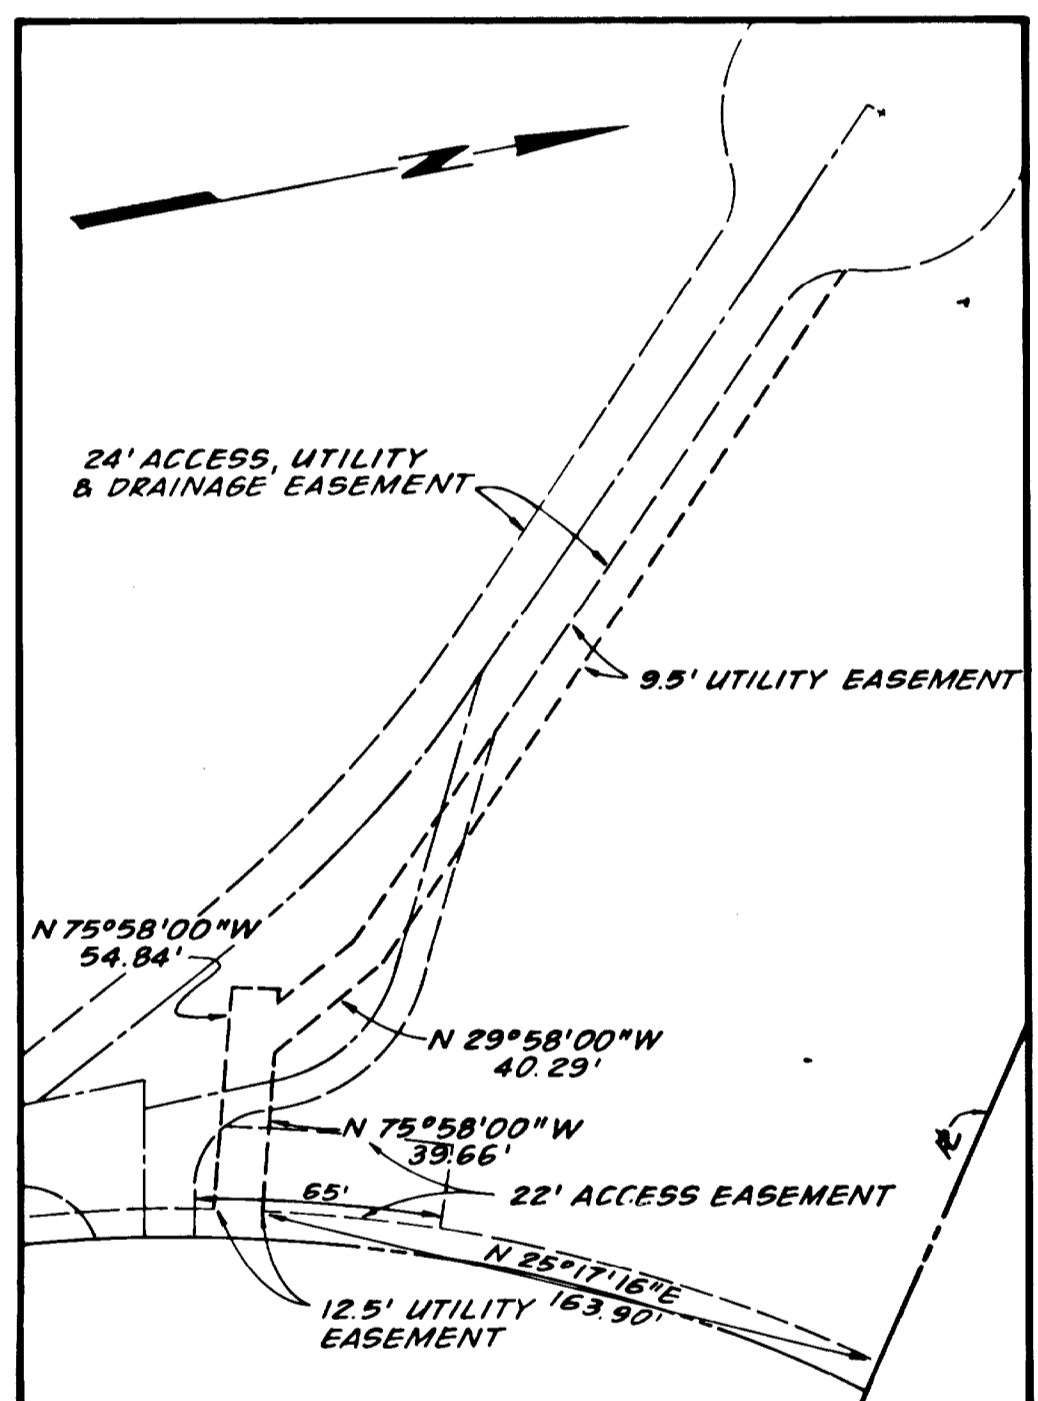 N
24' ACCESS, UTILITY
& DRAINAGE EASEMENT
9.5' UTILITY EASEMENT
N 75°58'00"W
54.84'
N 29°58'00"W
40.29'
N 75°58'00"W
39.66'
65'
22' ACCESS EASEMENT
N 25°17'16"E
163.90'
12.5' UTILITY
EASEMENT